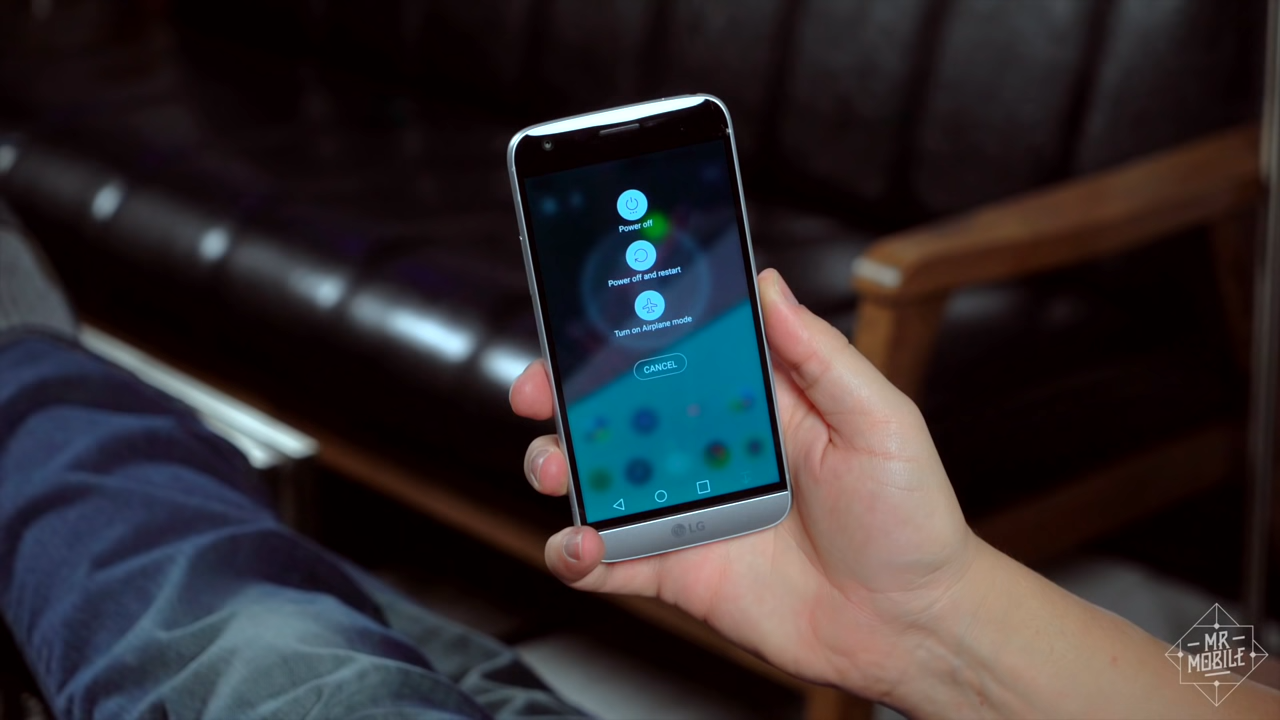 Power off
Power off and restart
Turn on Airplane mode
CANCEL
LG
MR
MOBILE